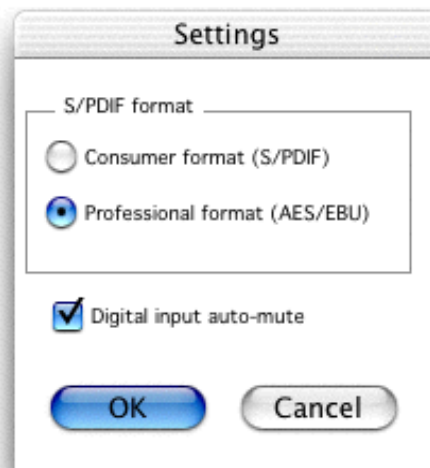 Settings
S/PDIF format
Consumer format (S/PDIF)
Professional format (AES/EBU)
Digital input auto-mute
OK
Cancel